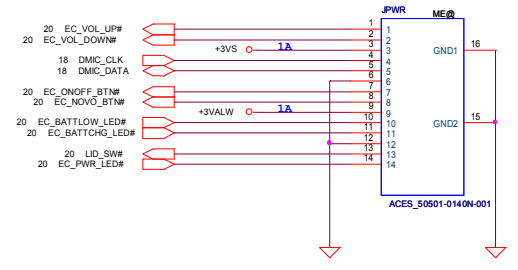 JPWR
ME@
20 EC_VOL_UP# 1 1
20 EC_VOL_DOWN# 2 2
+3VS 1A 3 3
18 DMIC_CLK 4 4
18 DMIC_DATA 5 5
6 6
20 EC_ONOFF_BTN# 7 7
20 EC_NOVO_BTN# 8 8
+3VALW 1A 9 9
20 EC_BATTLOW_LED# 10 10
20 EC_BATTCHG_LED# 11 11
12 12
20 LID_SW# 13 13
20 EC_PWR_LED# 14 14
GND1 16
GND2 15
ACES_50501-0140N-001